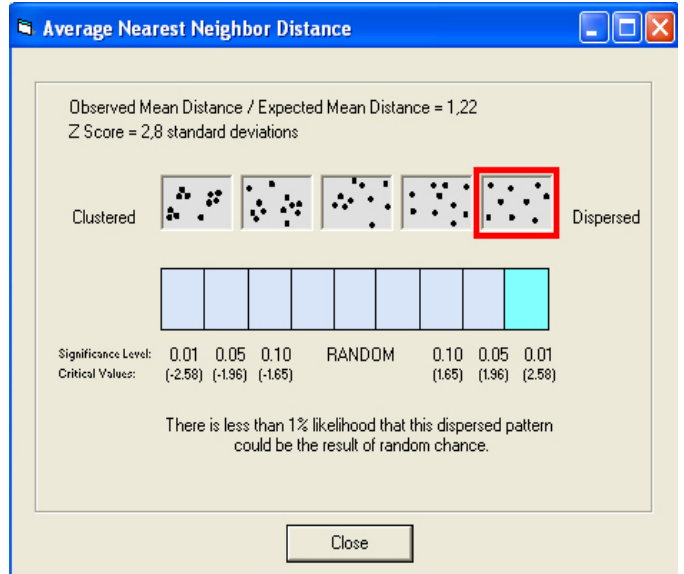 Average Nearest Neighbor Distance
Observed Mean Distance / Expected Mean Distance = 1,22
Z Score = 2,8 standard deviations
Clustered
Dispersed
Significance Level: 0.01 0.05 0.10 RANDOM 0.10 0.05 0.01
Critical Values: (-2.58) (-1.96) (-1.65) (1.65) (1.96) (2.58)
There is less than 1% likelihood that this dispersed pattern
could be the result of random chance.
Close